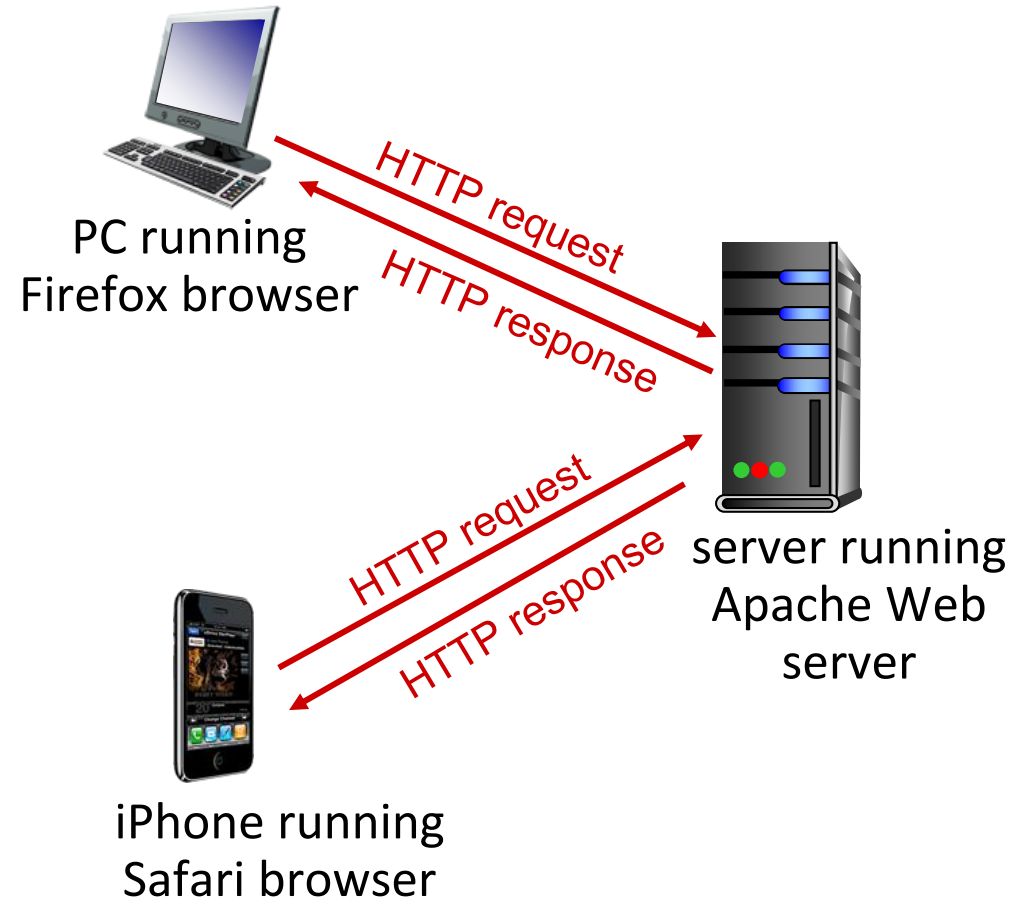 HTTP request
HTTP response
PC running
Firefox browser
HTTP request
HTTP response
server running
Apache Web
server
iPhone running
Safari browser